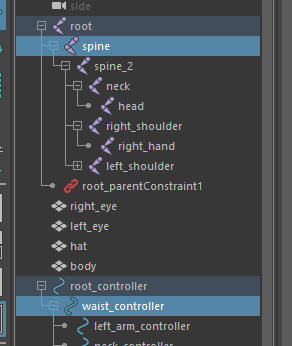 side
root
spine
spine_2
neck
head
right_shoulder
right_hand
left_shoulder
root_parentConstraint1
right_eye
left_eye
hat
body
root_controller
waist_controller
left_arm_controller
neck_controller